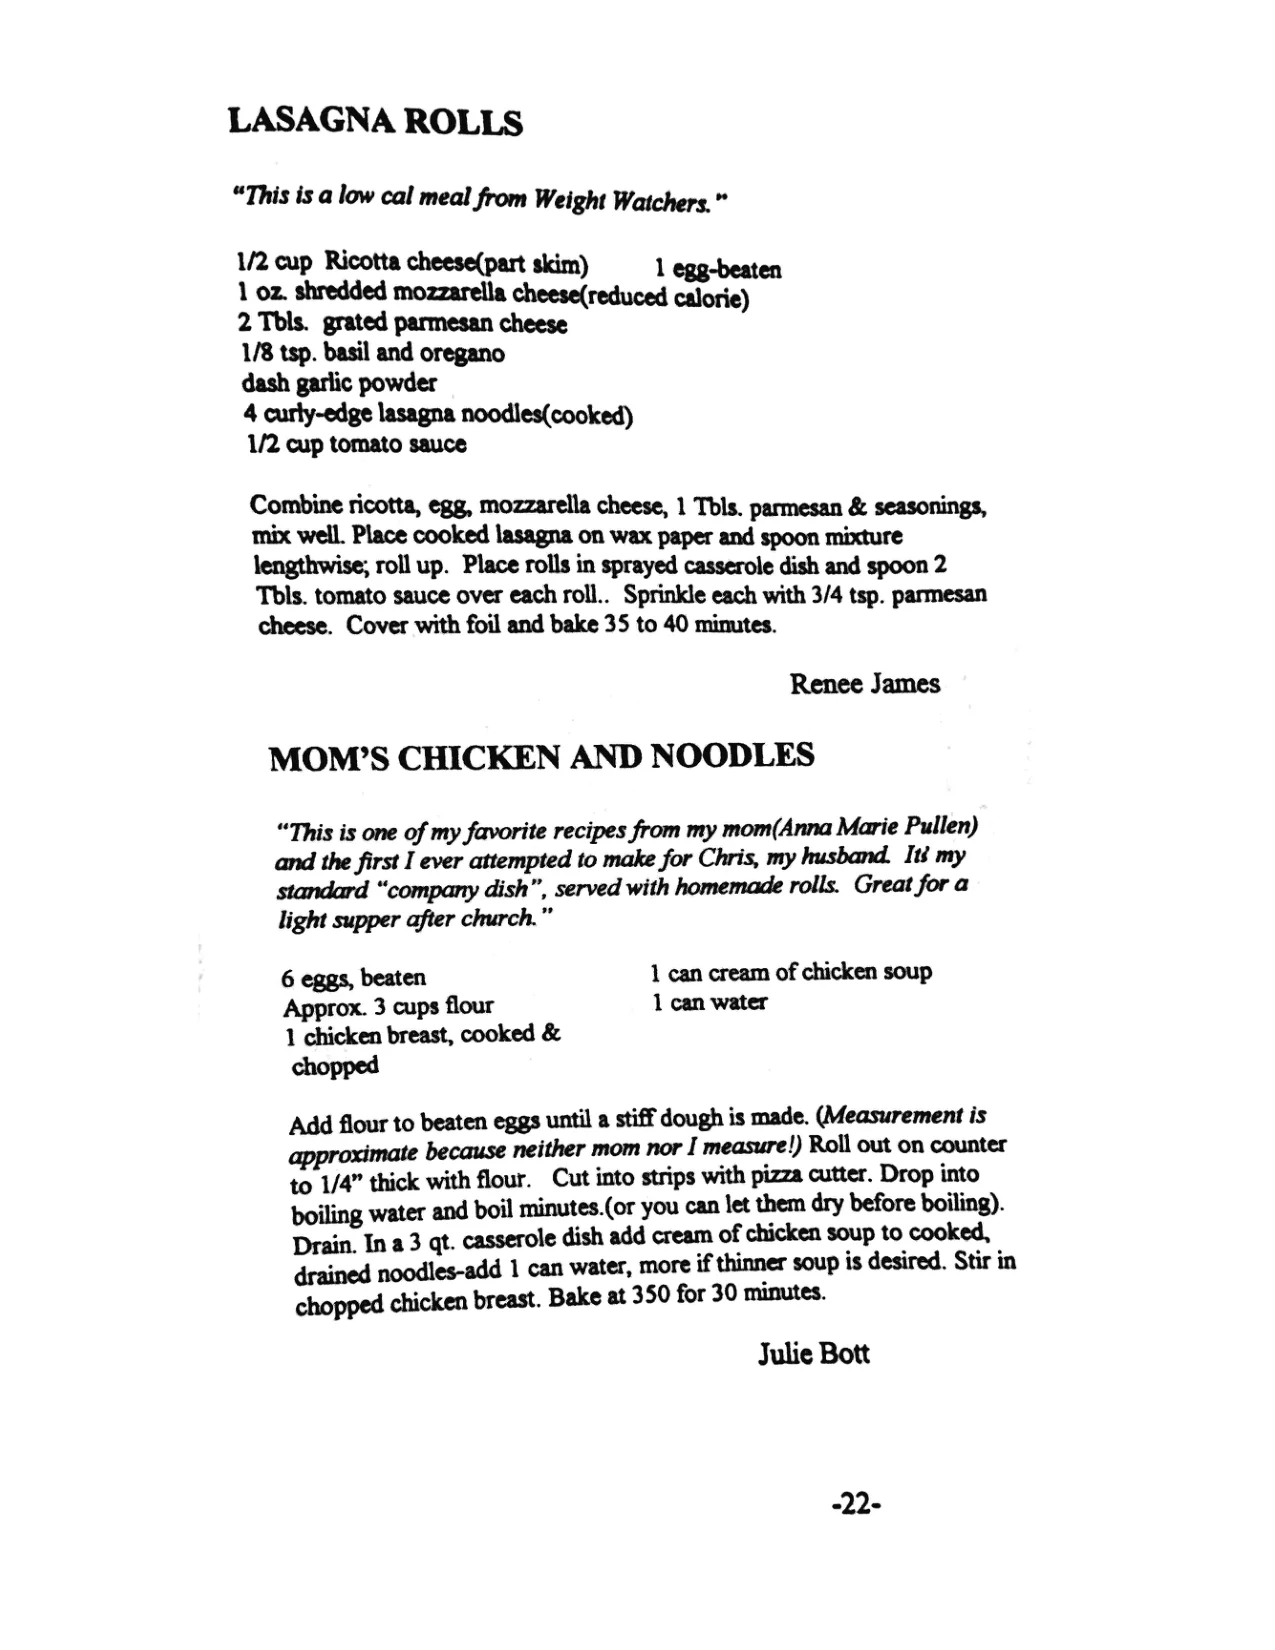 LASAGNA ROLLS
"This is a low cal meal from Weight Watchers."
1/2 cup Ricotta cheese(part skim) 1 egg-beaten
1 oz. shredded mozzarella cheese(reduced calorie)
2 Tbls. grated parmesan cheese
1/8 tsp. basil and oregano
dash garlic powder
4 curly-edge lasagna noodles(cooked)
1/2 cup tomato sauce
Combine ricotta, egg, mozzarella cheese, 1 Tbls. parmesan & seasonings,
mix well. Place cooked lasagna on wax paper and spoon mixture
lengthwise; roll up. Place rolls in sprayed casserole dish and spoon 2
Tbls. tomato sauce over each roll.. Sprinkle each with 3/4 tsp. parmesan
cheese. Cover with foil and bake 35 to 40 minutes.
Renee James
MOM'S CHICKEN AND NOODLES
"This is one of my favorite recipes from my mom(Anna Marie Pullen)
and the first I ever attempted to make for Chris, my husband. my
standard "company dish", served with homemade rolls. Great for a
light supper after church."
6 eggs, beaten 1 can cream of chicken soup
Approx. 3 cups flour 1 can water
1 chicken breast, cooked &
chopped
Add flour to beaten eggs until a stiff dough is made. (Measurement is
approximate because neither mom nor I measure!) Roll out on counter
to 1/4" thick with flour. Cut into strips with pizza cutter. Drop into
boiling water and boil minutes.(or you can let them dry before boiling).
Drain. In a 3 qt. casserole dish add cream of chicken soup to cooked,
drained noodles-add 1 can water, more if thinner soup is desired. Stir in
chopped chicken breast. Bake at 350 for 30 minutes.
Julie Bott
-22-